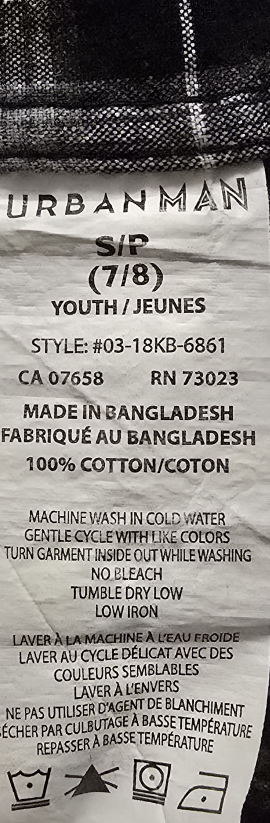 URBAN MAN
S/P
(7/8)
YOUTH / JEUNES
STYLE: #03-18KB-6861
CA 07658 RN 73023
MADE IN BANGLADESH
FABRIQUÉ AU BANGLADESH
100% COTTON/COTON
MACHINE WASH IN COLD WATER
GENTLE CYCLE WITH LIKE COLORS
TURN GARMENT INSIDE OUT WHILE WASHING
NO BLEACH
TUMBLE DRY LOW
LOW IRON
LAVER À LA MACHINE À L'EAU FROIDE
LAVER AU CYCLE DÉLICAT AVEC DES
COULEURS SEMBLABLES
LAVER À L'ENVERS
NE PAS UTILISER D'AGENT DE BLANCHIMENT
SÉCHER PAR CULBUTAGE À BASSE TEMPÉRATURE
REPASSER À BASSE TEMPÉRATURE